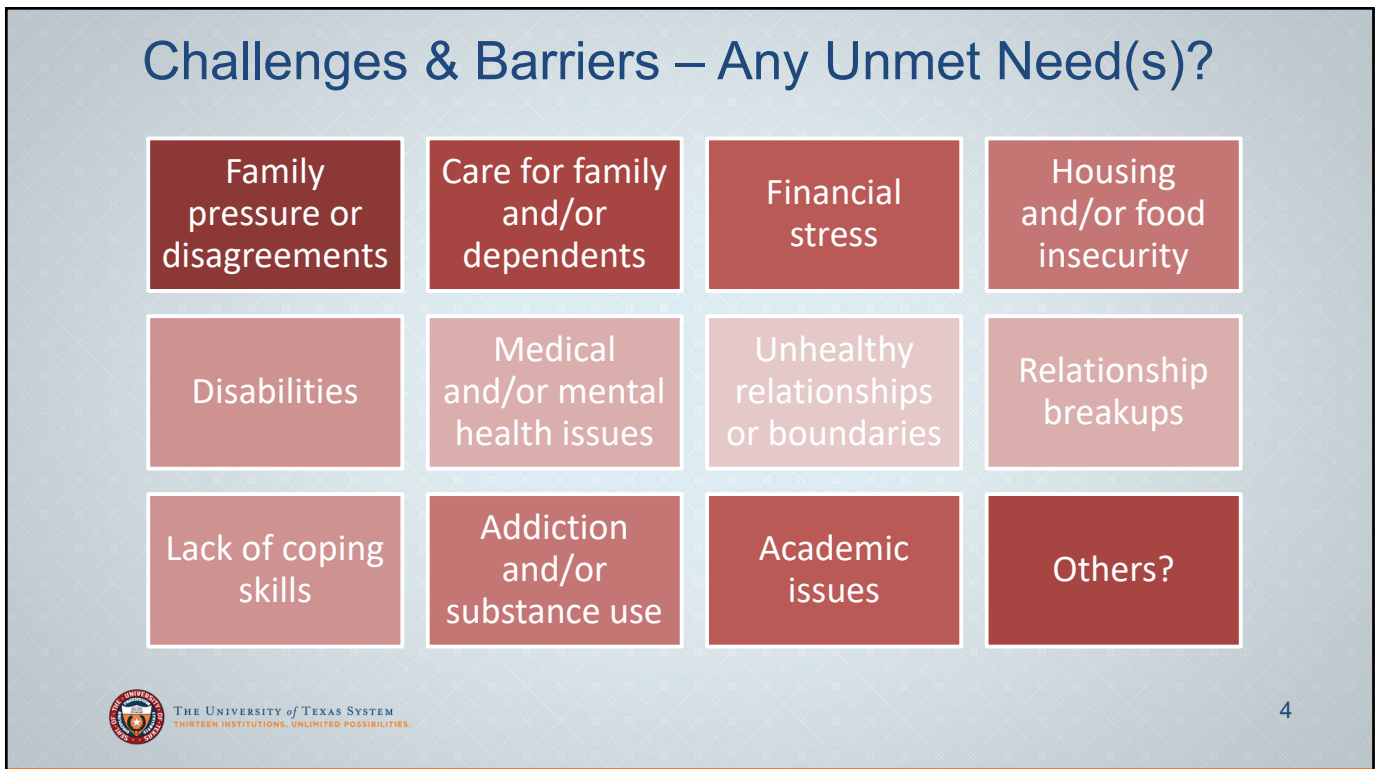 Challenges & Barriers – Any Unmet Need(s)?
Family
pressure or
disagreements
Care for family
and/or
dependents
Financial
stress
Housing
and/or food
insecurity
Disabilities
Medical
and/or mental
health issues
Unhealthy
relationships
or boundaries
Relationship
breakups
Lack of coping
skills
Addiction
and/or
substance use
Academic
issues
Others?
THE UNIVERSITY of TEXAS SYSTEM
THIRTEEN INSTITUTIONS. UNLIMITED POSSIBILITIES.
4